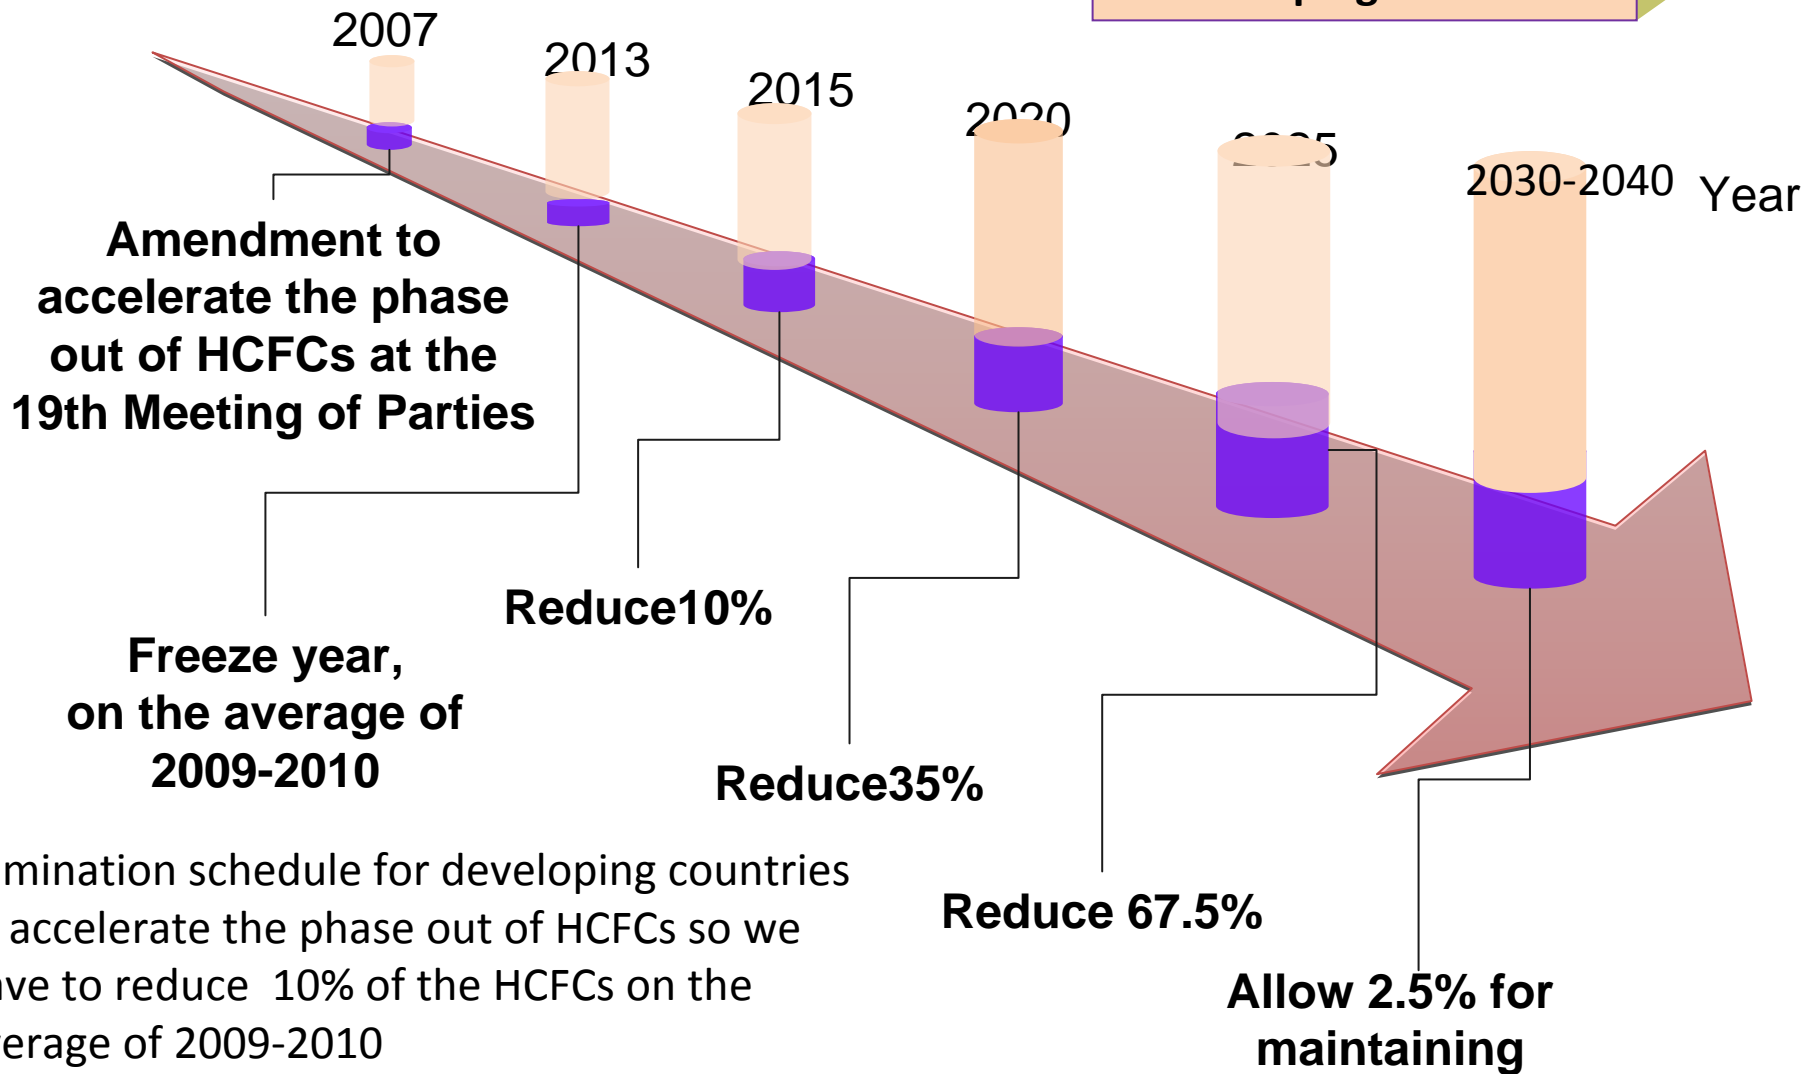 2007
2013
2015
2020
2025
2030-2040
Year
Amendment to
accelerate the phase
out of HCFCs at the
19th Meeting of Parties
Freeze year,
on the average of
2009-2010
Reduce10%
Reduce35%
Reduce 67.5%
Allow 2.5% for
maintaining
mination schedule for developing countries
accelerate the phase out of HCFCs so we
ve to reduce 10% of the HCFCs on the
erage of 2009-2010